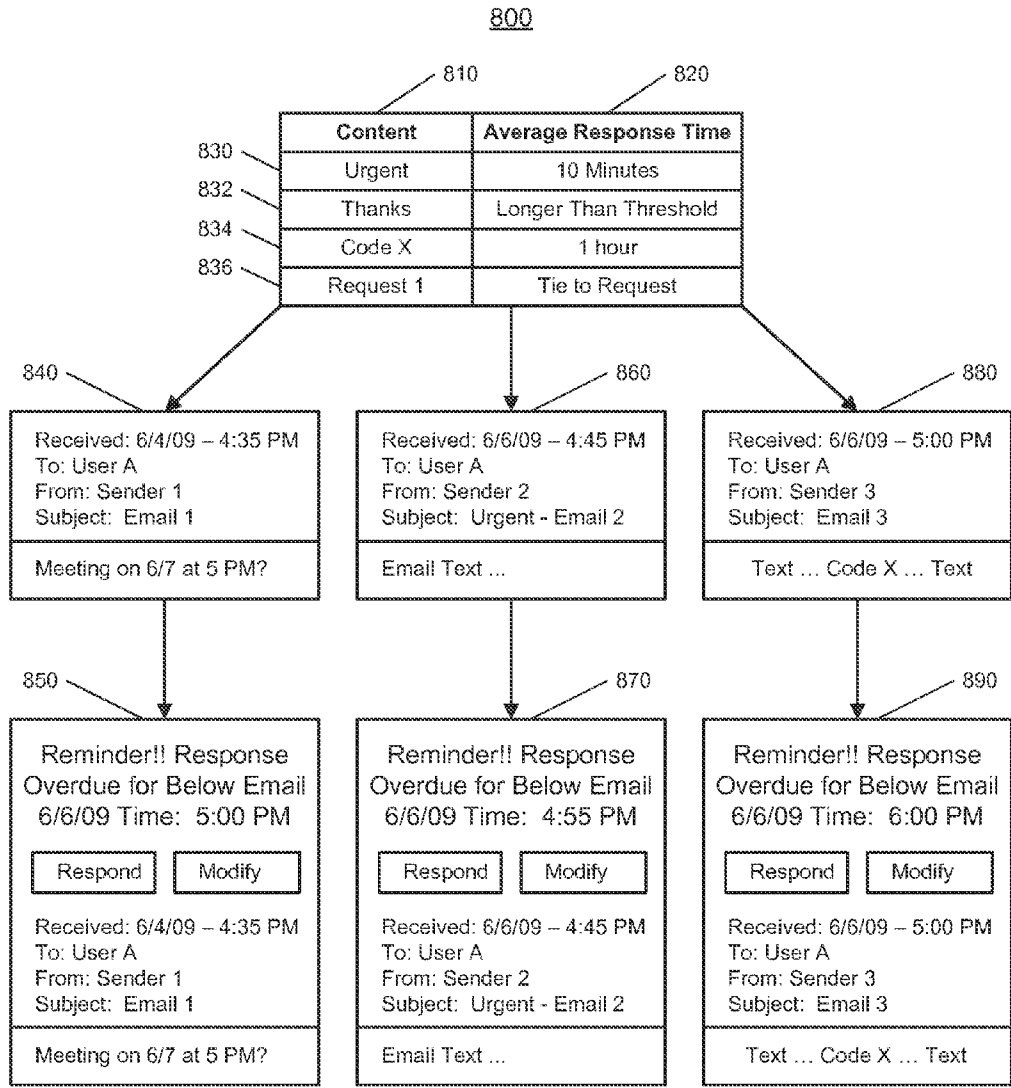 800
810
820
Content Average Response Time
830
Urgent 10 Minutes
832
Thanks Longer Than Threshold
834
Code X 1 hour
836
Request 1 Tie to Request
840
Received: 6/4/09 – 4:35 PM
To: User A
From: Sender 1
Subject: Email 1
Meeting on 6/7 at 5 PM?
860
Received: 6/6/09 – 4:45 PM
To: User A
From: Sender 2
Subject: Urgent - Email 2
Email Text ...
880
Received: 6/6/09 – 5:00 PM
To: User A
From: Sender 3
Subject: Email 3
Text ... Code X ... Text
850
Reminder!! Response
Overdue for Below Email
6/6/09 Time: 5:00 PM
Respond Modify
Received: 6/4/09 – 4:35 PM
To: User A
From: Sender 1
Subject: Email 1
Meeting on 6/7 at 5 PM?
870
Reminder!! Response
Overdue for Below Email
6/6/09 Time: 4:55 PM
Respond Modify
Received: 6/6/09 – 4:45 PM
To: User A
From: Sender 2
Subject: Urgent - Email 2
Email Text ...
890
Reminder!! Response
Overdue for Below Email
6/6/09 Time: 6:00 PM
Respond Modify
Received: 6/6/09 – 5:00 PM
To: User A
From: Sender 3
Subject: Email 3
Text ... Code X ... Text